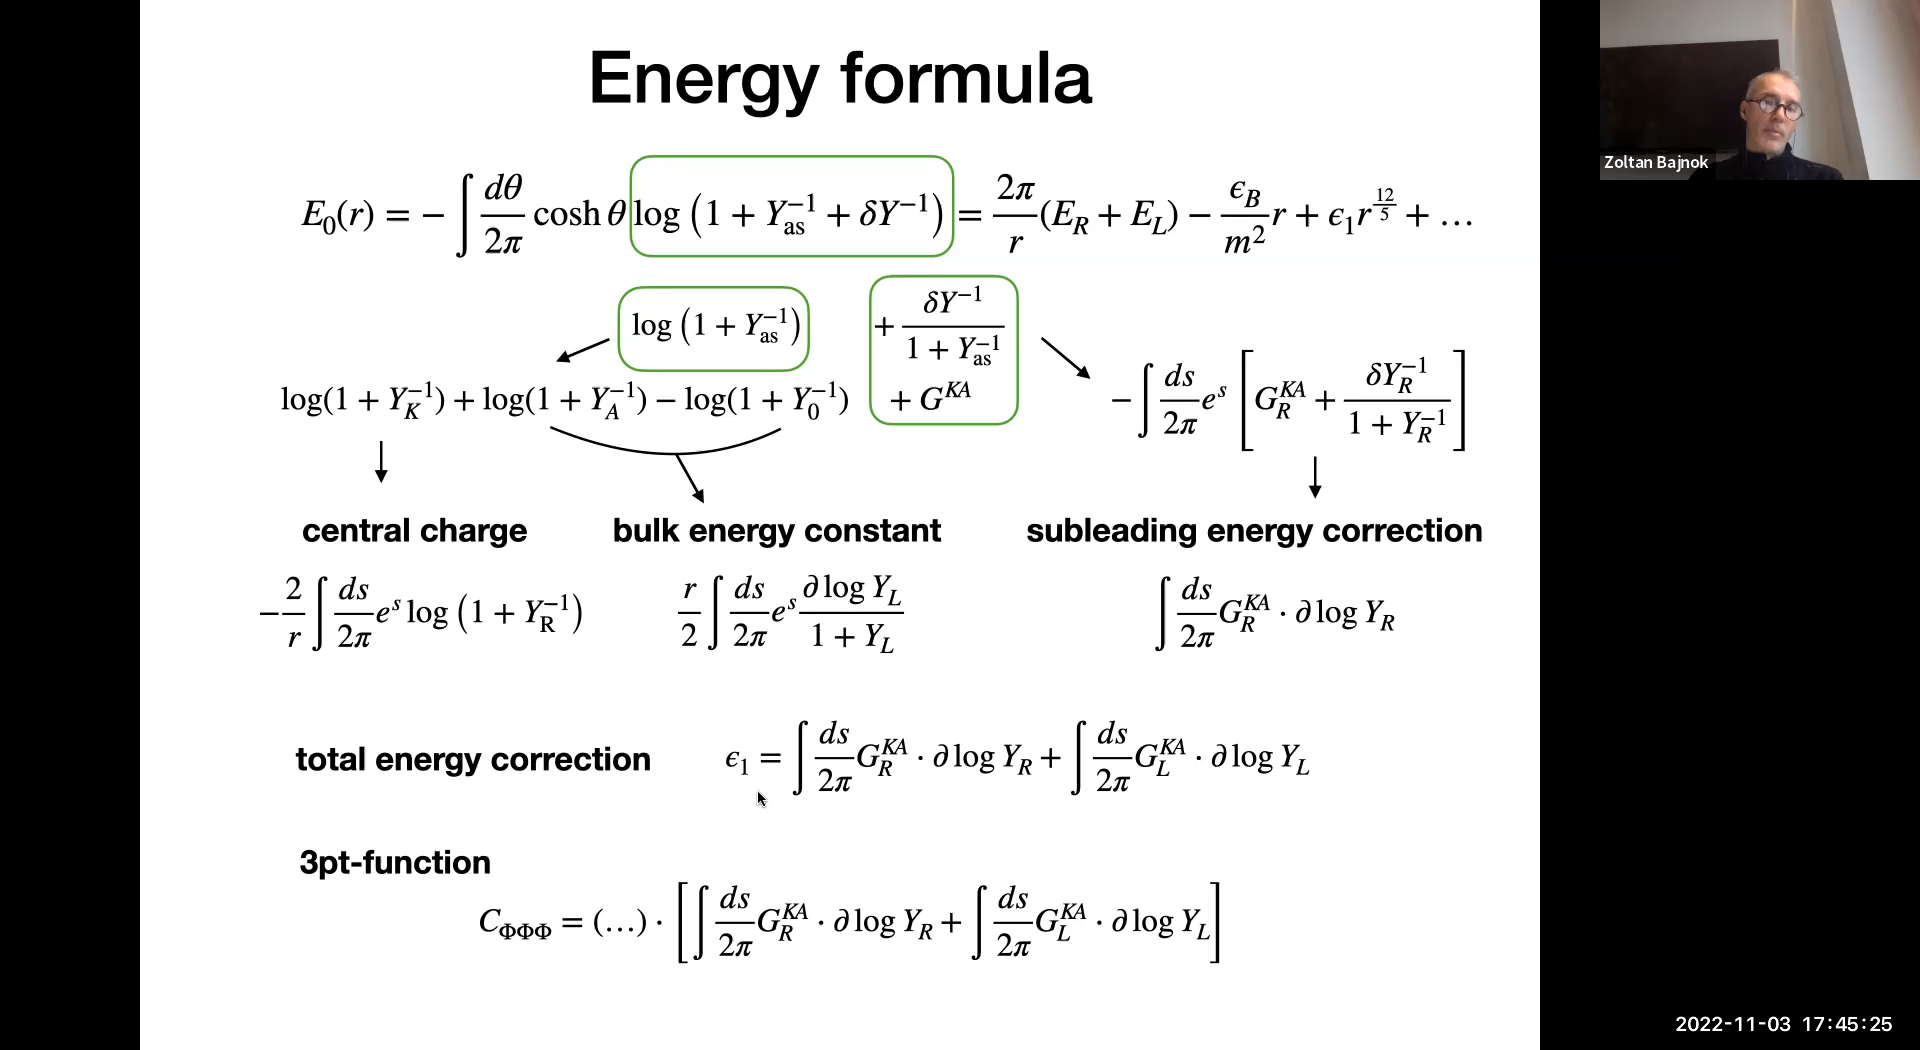 Energy formula
Zoltan Bajnok
E_0(r) = − ∫ dθ/2π cosh θ log (1 + Y_as^{−1} + δY^{−1}) = 2π/r (E_R + E_L) − ϵ_B/m^2 r + ϵ_1 r^{12/5} + …
log (1 + Y_as^{−1}) + δY^{−1}/(1 + Y_as^{−1})
log(1 + Y_K^{−1}) + log(1 + Y_A^{−1}) − log(1 + Y_0^{−1}) + G^{KA}
− ∫ ds/2π e^s [G_R^{KA} + δY_R^{−1}/(1 + Y_R^{−1})]
central charge
bulk energy constant
subleading energy correction
−2/r ∫ ds/2π e^s log (1 + Y_R^{−1})
r/2 ∫ ds/2π e^s ∂ log Y_L/(1 + Y_L)
∫ ds/2π G_R^{KA} · ∂ log Y_R
total energy correction
ϵ_1 = ∫ ds/2π G_R^{KA} · ∂ log Y_R + ∫ ds/2π G_L^{KA} · ∂ log Y_L
3pt-function
C_{ΦΦΦ} = (…) · [∫ ds/2π G_R^{KA} · ∂ log Y_R + ∫ ds/2π G_L^{KA} · ∂ log Y_L]
2022-11-03 17:45:25